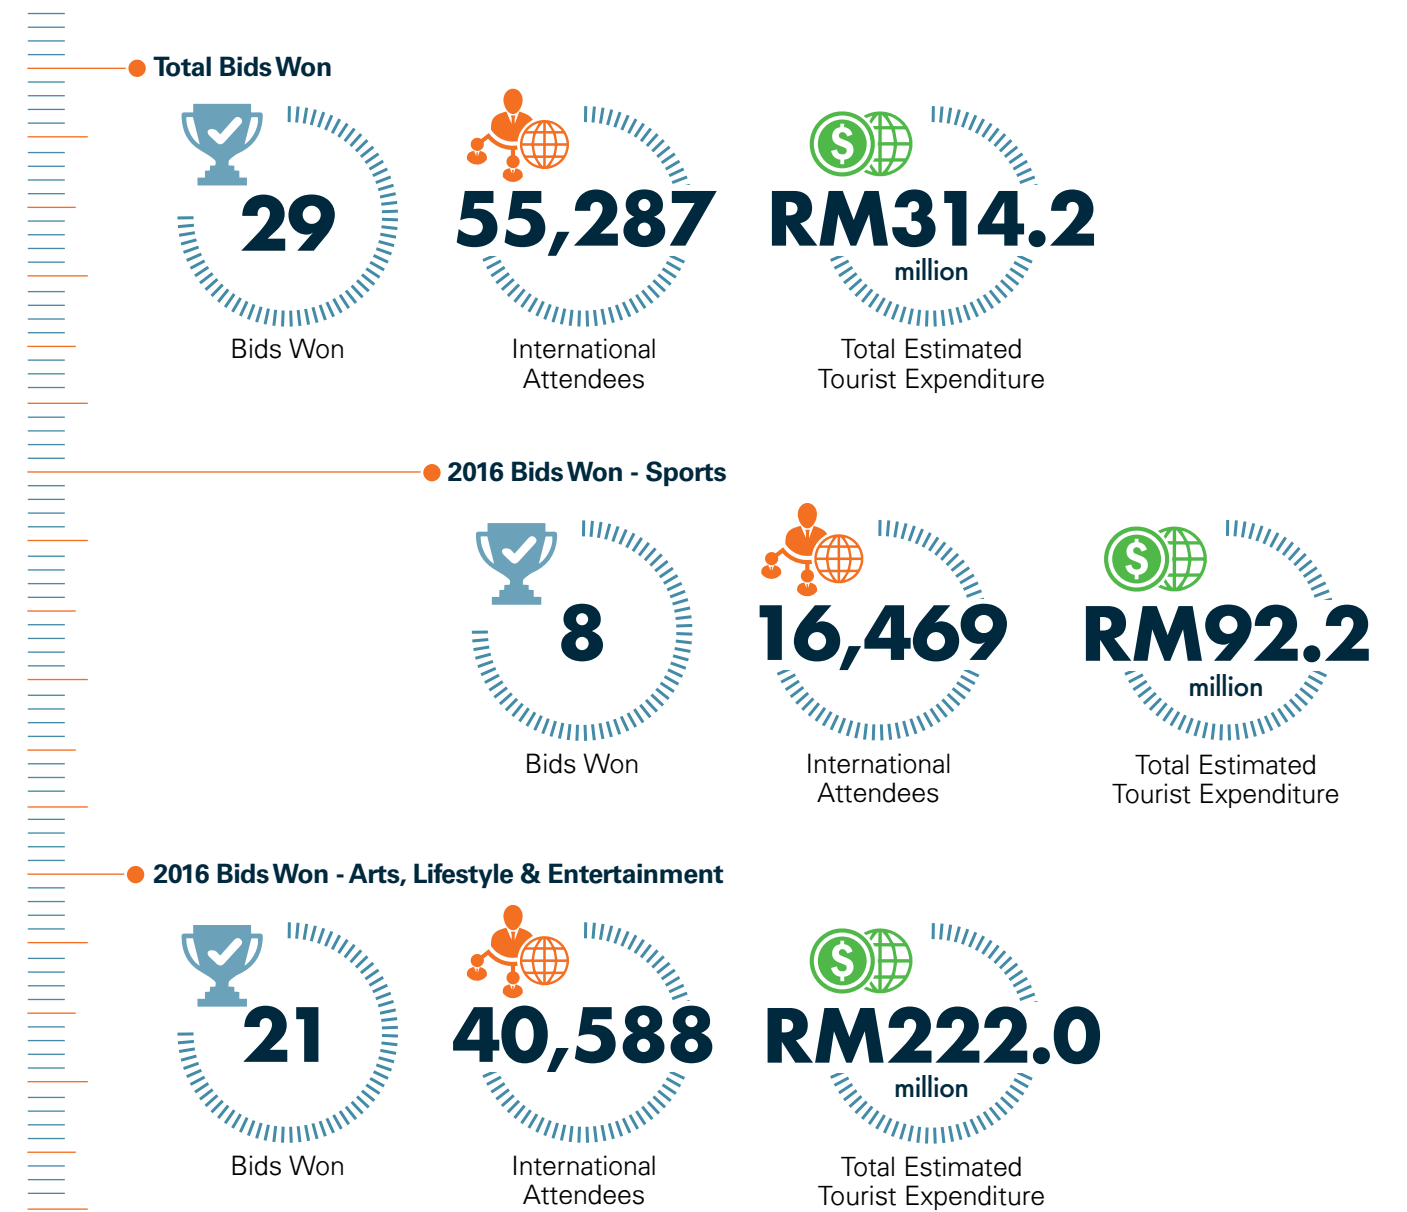 Total Bids Won
29
55,287
RM314.2
million
Bids Won
International
Attendees
Total Estimated
Tourist Expenditure
2016 Bids Won - Sports
8
16,469
RM92.2
million
Bids Won
International
Attendees
Total Estimated
Tourist Expenditure
2016 Bids Won - Arts, Lifestyle & Entertainment
21
40,588
RM222.0
million
Bids Won
International
Attendees
Total Estimated
Tourist Expenditure